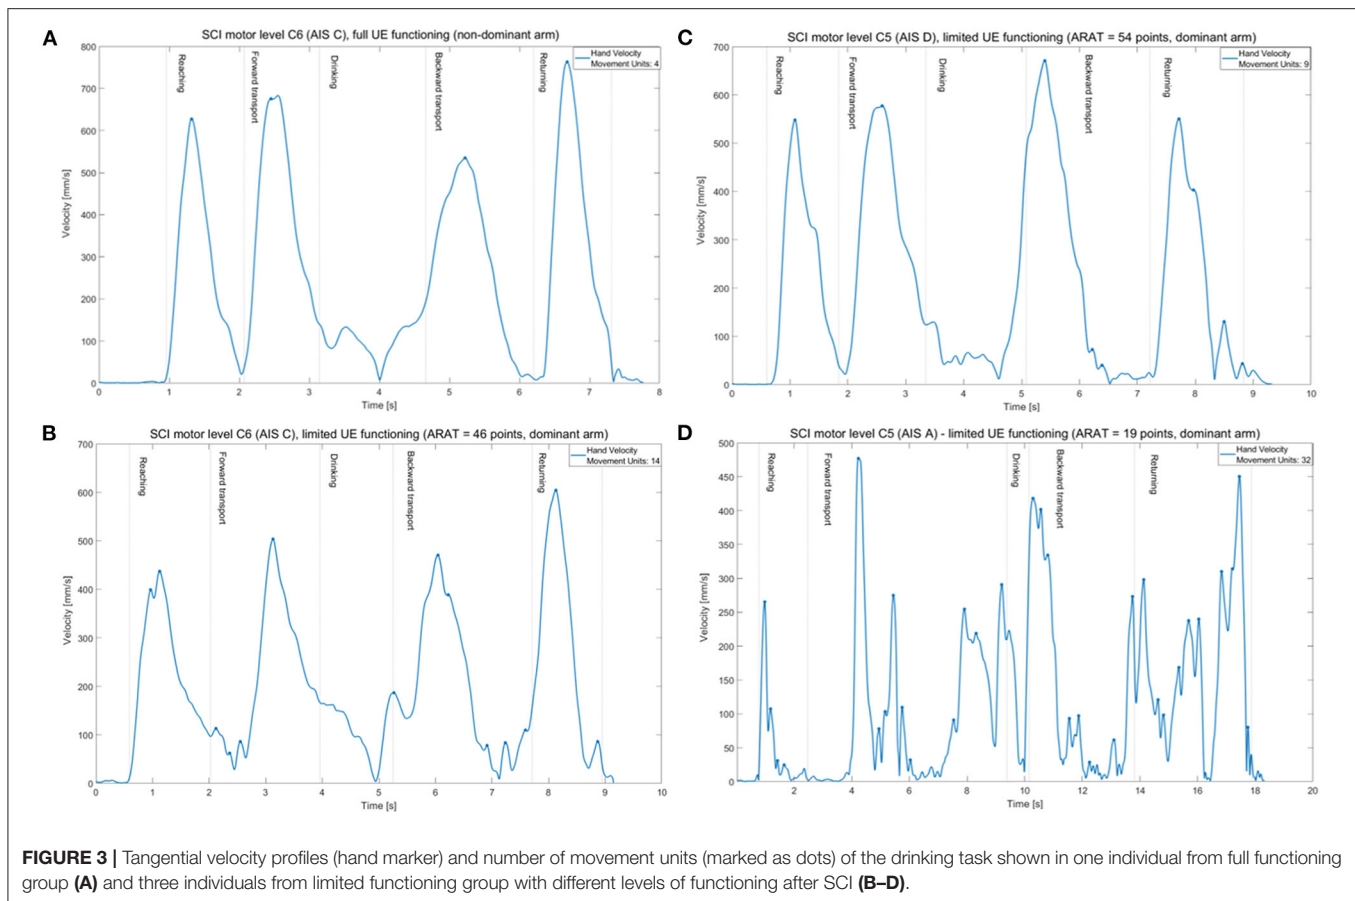 A
SCI motor level C6 (AIS C), full UE functioning (non-dominant arm)
Hand Velocity
Movement Units: 4
Reaching
Forward transport
Drinking
Backward transport
Returning
800
700
600
500
400
300
200
100
0
Velocity [mm/s]
0 1 2 3 4 5 6 7 8
Time [s]
C
SCI motor level C5 (AIS D), limited UE functioning (ARAT = 54 points, dominant arm)
Hand Velocity
Movement Units: 9
Reaching
Forward transport
Drinking
Backward transport
Returning
700
600
500
400
300
200
100
0
Velocity [mm/s]
0 1 2 3 4 5 6 7 8 9 10
Time [s]
B
SCI motor level C6 (AIS C), limited UE functioning (ARAT = 46 points, dominant arm)
Hand Velocity
Movement Units: 14
Reaching
Forward transport
Drinking
Backward transport
Returning
700
600
500
400
300
200
100
0
Velocity [mm/s]
0 1 2 3 4 5 6 7 8 9 10
Time [s]
D
SCI motor level C5 (AIS A) - limited UE functioning (ARAT = 19 points, dominant arm)
Hand Velocity
Movement Units: 32
Reaching
Forward transport
Drinking
Backward transport
Returning
500
450
400
350
300
250
200
150
100
50
0
Velocity [mm/s]
2 4 6 8 10 12 14 16 18 20
Time [s]
FIGURE 3 | Tangential velocity profiles (hand marker) and number of movement units (marked as dots) of the drinking task shown in one individual from full functioning
group (A) and three individuals from limited functioning group with different levels of functioning after SCI (B–D).